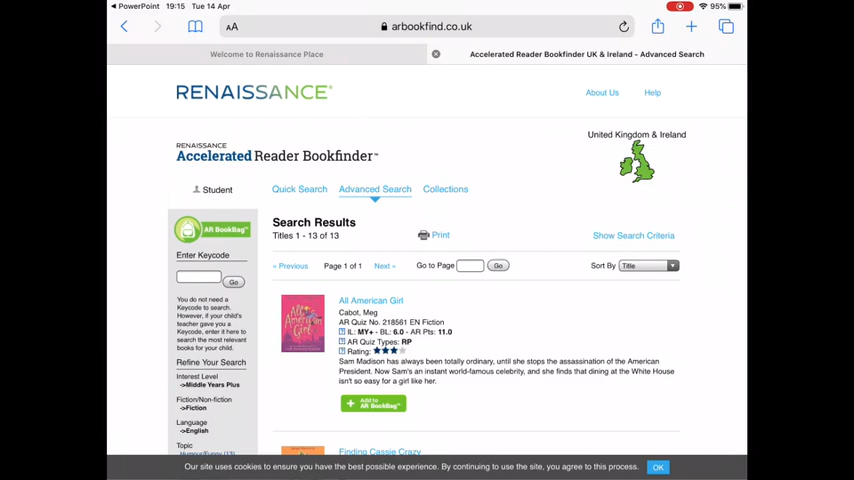 PowerPoint 19:15 Tue 14 Apr 95%
AA arbookfind.co.uk
Welcome to Renaissance Place Accelerated Reader Bookfinder UK & Ireland – Advanced Search
RENAISSANCE®
About Us Help
United Kingdom & Ireland
RENAISSANCE
Accelerated Reader Bookfinder™
Student
Quick Search Advanced Search Collections
AR BookBag™
Enter Keycode
Go
You do not need a
Keycode to search.
However, if your child's
teacher gave you a
Keycode, enter it here to
search the most relevant
books for your child.
Refine Your Search
Interest Level
->Middle Years Plus
Fiction/Non-fiction
->Fiction
Language
->English
Topic
Humour/Funny (13)
Search Results
Titles 1 - 13 of 13
Print
Show Search Criteria
« Previous Page 1 of 1 Next » Go to Page Go Sort By Title
All American Girl
All American Girl
Cabot, Meg
AR Quiz No. 218561 EN Fiction
? IL: MY+ - BL: 6.0 - AR Pts: 11.0
? AR Quiz Types: RP
? Rating:
Sam Madison has always been totally ordinary, until she stops the assassination of the American
President. Now Sam's an instant world-famous celebrity, and she finds that dining at the White House
isn't so easy for a girl like her.
+ Add to
AR BookBag™
Finding Cassie Crazy
Our site uses cookies to ensure you have the best possible experience. By continuing to use the site, you agree to this process. OK